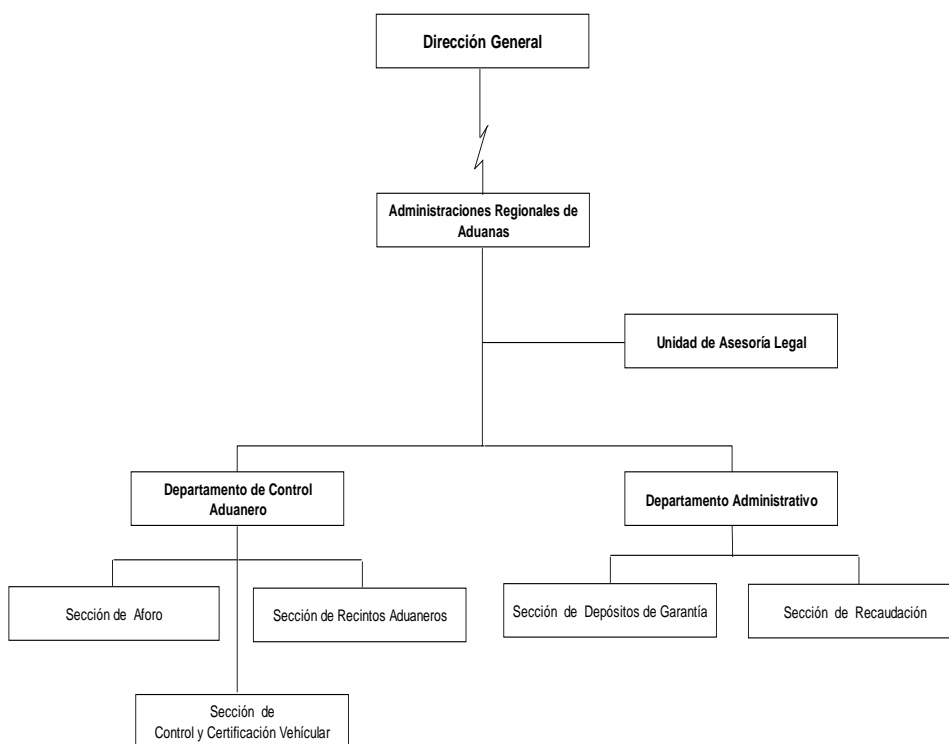 Dirección General
Administraciones Regionales de
Aduanas
Unidad de Asesoría Legal
Departamento de Control
Aduanero
Departamento Administrativo
Sección de Aforo
Sección de Recintos Aduaneros
Sección de Depósitos de Garantía
Sección de Recaudación
Sección de
Control y Certificación Vehícular